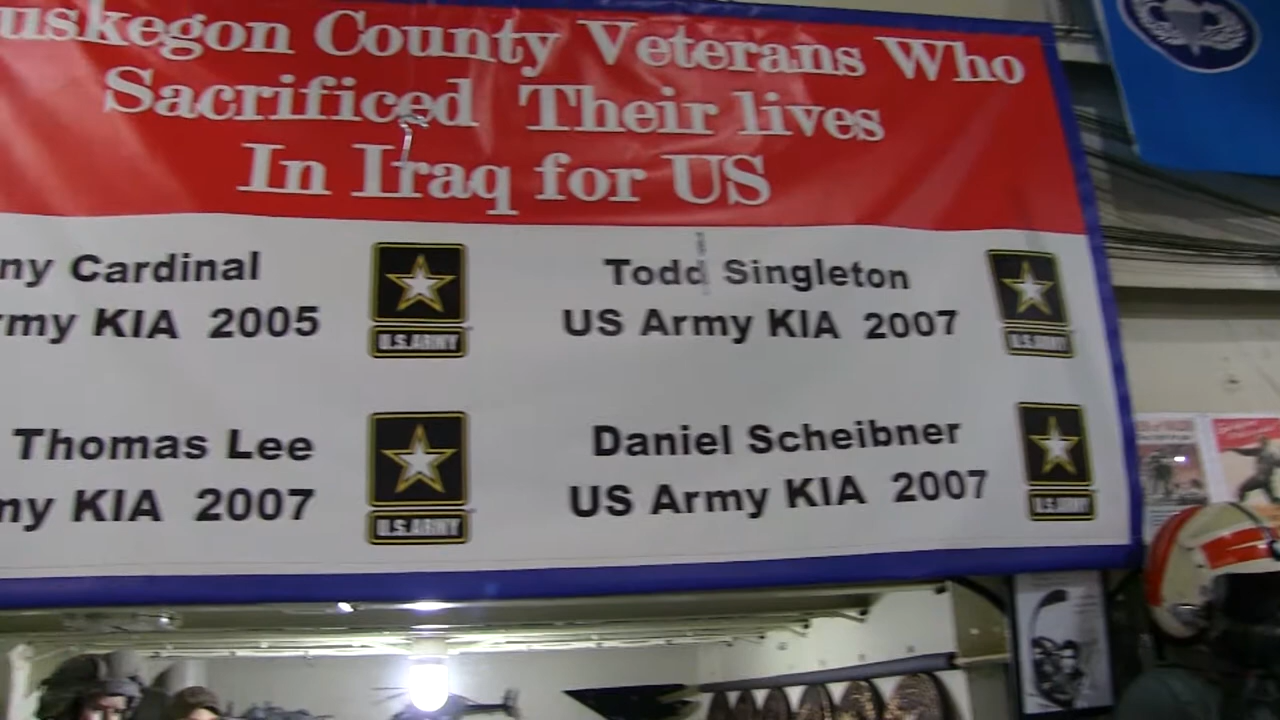 uskegon County Veterans Who
Sacrificed Their lives
In Iraq for US
ny Cardinal
rmy KIA 2005
U.S.ARMY
Todd Singleton
US Army KIA 2007
U.S.ARMY
Thomas Lee
my KIA 2007
U.S.ARMY
Daniel Scheibner
US Army KIA 2007
U.S.ARMY